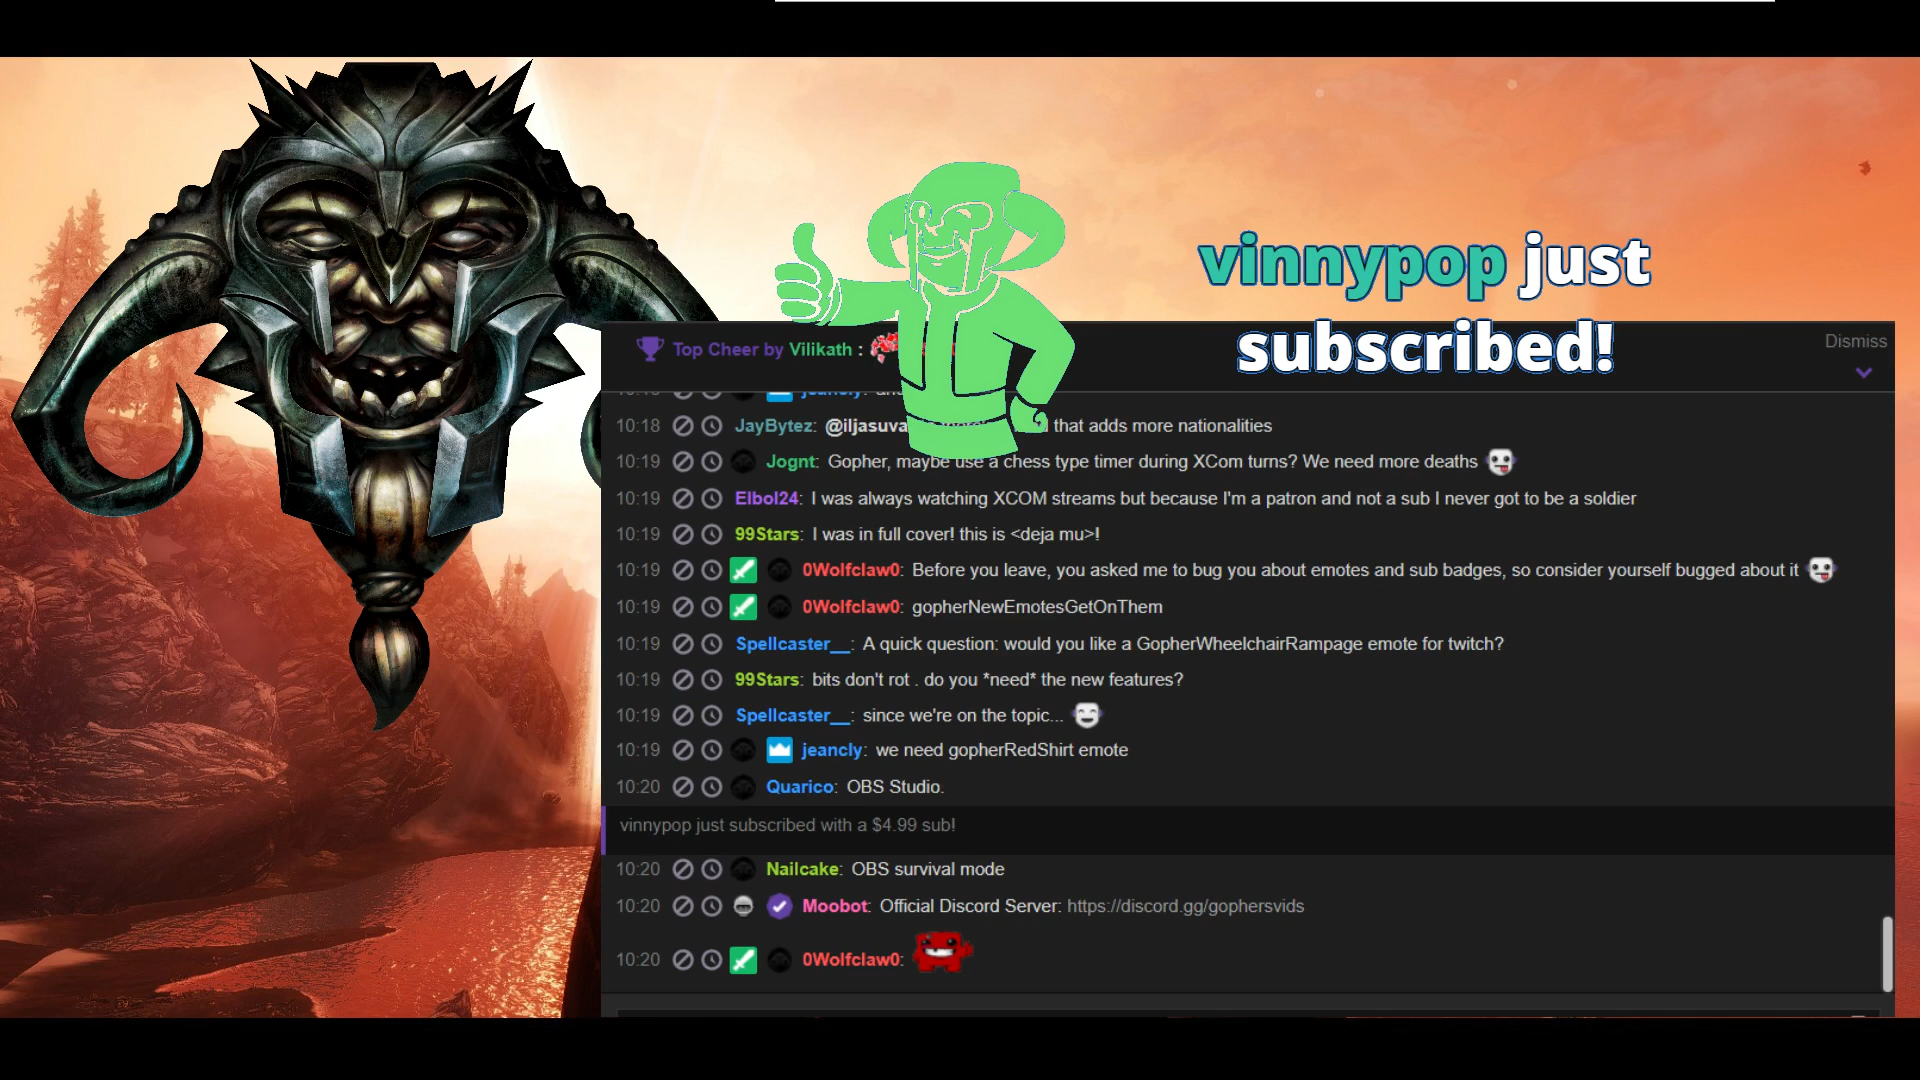 vinnypop just
subscribed!
Top Cheer by Vilikath :
Dismiss
jeancly:
10:18 JayBytez: @iljasuva that adds more nationalities
10:19 Jognt: Gopher, maybe use a chess type timer during XCom turns? We need more deaths
10:19 Elbol24: I was always watching XCOM streams but because I'm a patron and not a sub I never got to be a soldier
10:19 99Stars: I was in full cover! this is <deja mu>!
10:19 0Wolfclaw0: Before you leave, you asked me to bug you about emotes and sub badges, so consider yourself bugged about it
10:19 0Wolfclaw0: gopherNewEmotesGetOnThem
10:19 Spellcaster__: A quick question: would you like a GopherWheelchairRampage emote for twitch?
10:19 99Stars: bits don't rot . do you *need* the new features?
10:19 Spellcaster__: since we're on the topic...
10:19 jeancly: we need gopherRedShirt emote
10:20 Quarico: OBS Studio.
vinnypop just subscribed with a $4.99 sub!
10:20 Nailcake: OBS survival mode
10:20 Moobot: Official Discord Server: https://discord.gg/gophersvids
10:20 0Wolfclaw0: